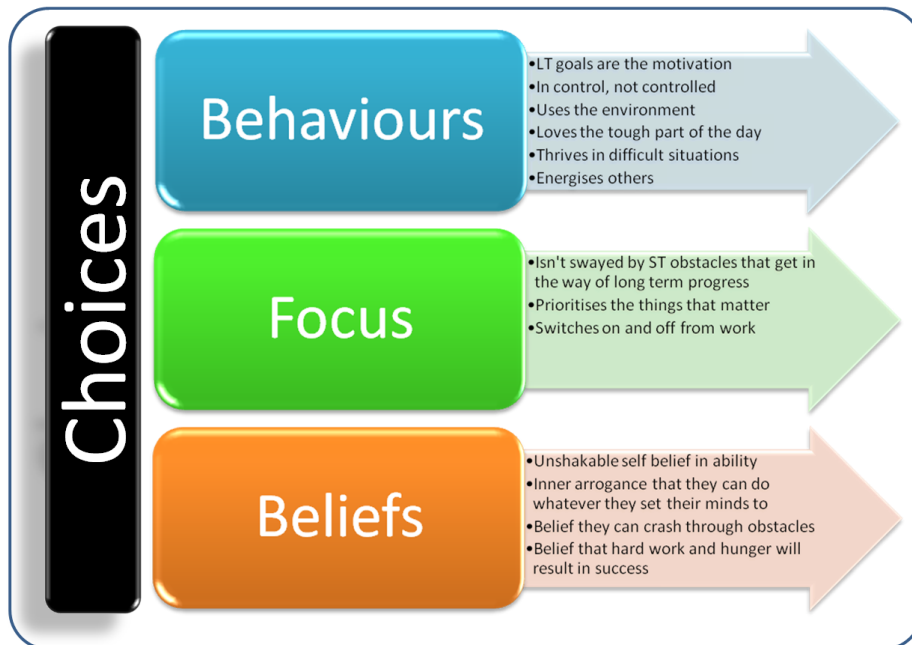 Choices
Behaviours
•LT goals are the motivation
•In control, not controlled
•Uses the environment
•Loves the tough part of the day
•Thrives in difficult situations
•Energises others
Focus
•Isn't swayed by ST obstacles that get in
the way of long term progress
•Prioritises the things that matter
•Switches on and off from work
Beliefs
•Unshakable self belief in ability
•Inner arrogance that they can do
whatever they set their minds to
•Belief they can crash through obstacles
•Belief that hard work and hunger will
result in success